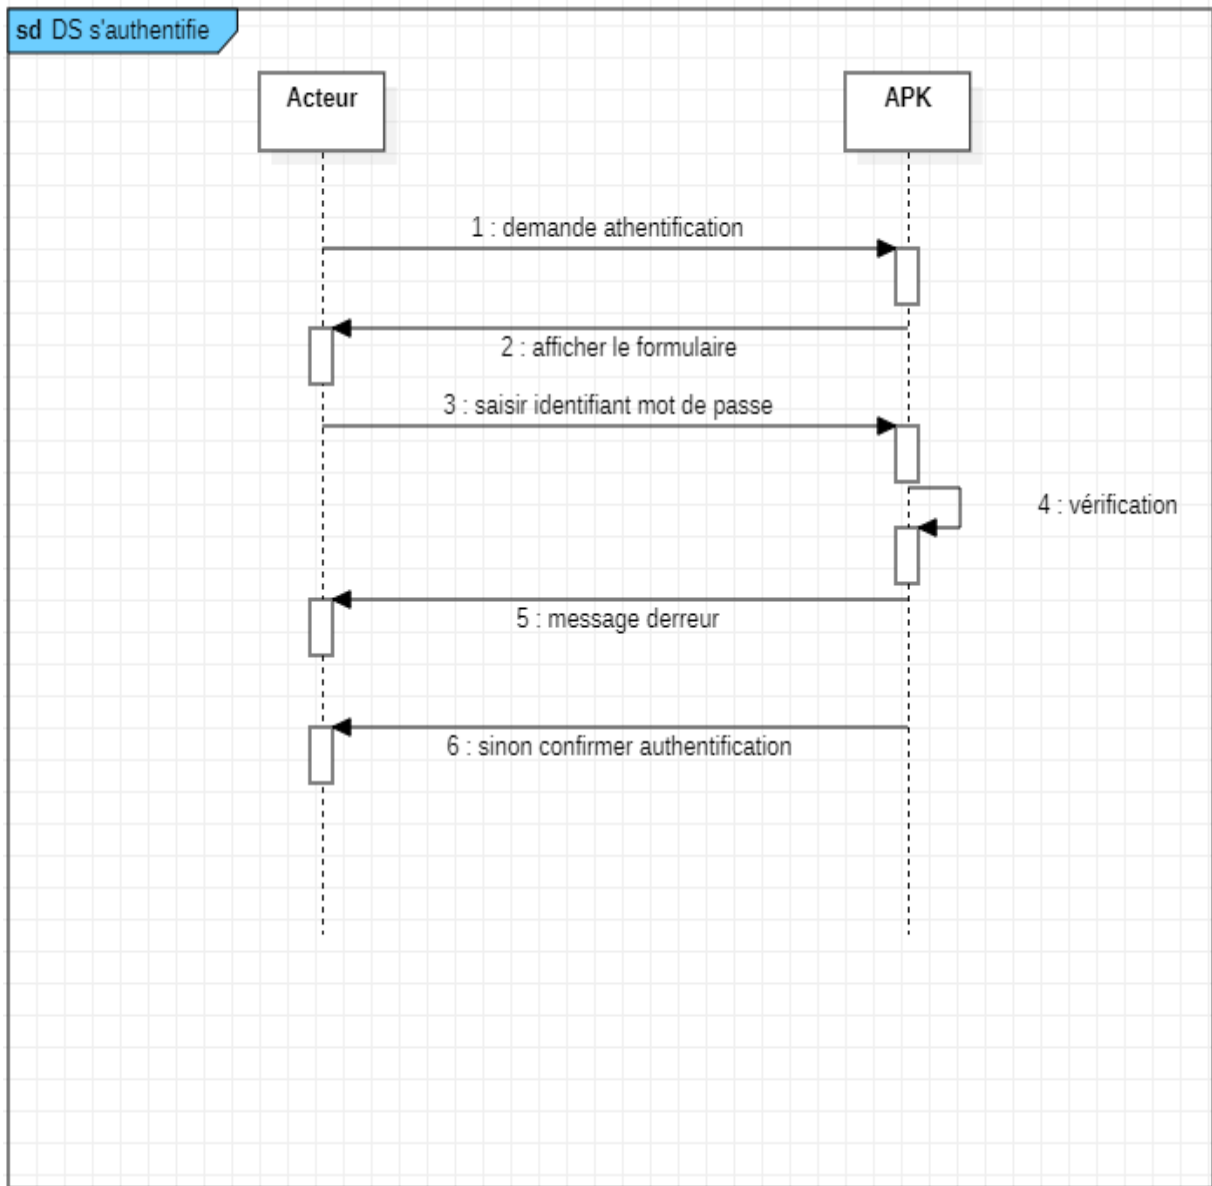 sd DS s'authentifie
Acteur
APK
1 : demande athentification
2 : afficher le formulaire
3 : saisir identifiant mot de passe
4 : vérification
5 : message derreur
6 : sinon confirmer authentification